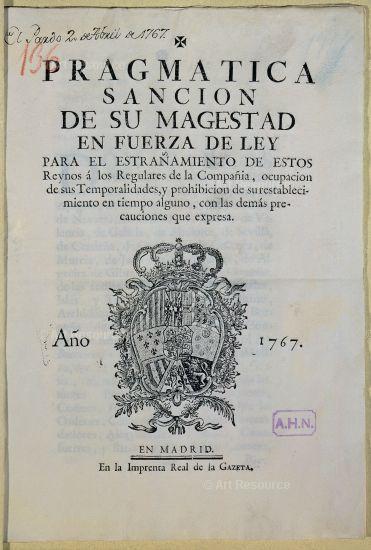 El Pardo 2. de Abril de 1767.
136
PRAGMATICA
SANCION
DE SU MAGESTAD
EN FUERZA DE LEY
PARA EL ESTRAÑAMIENTO DE ESTOS
Reynos á los Regulares de la Compañia, ocupacion
de sus Temporalidades, y prohibicion de su restableci-
miento en tiempo alguno, con las demás pre-
cauciones que expresa.
Año 1767.
A.H.N.
EN MADRID.
En la Imprenta Real de la GAZETA.
© Art Resource